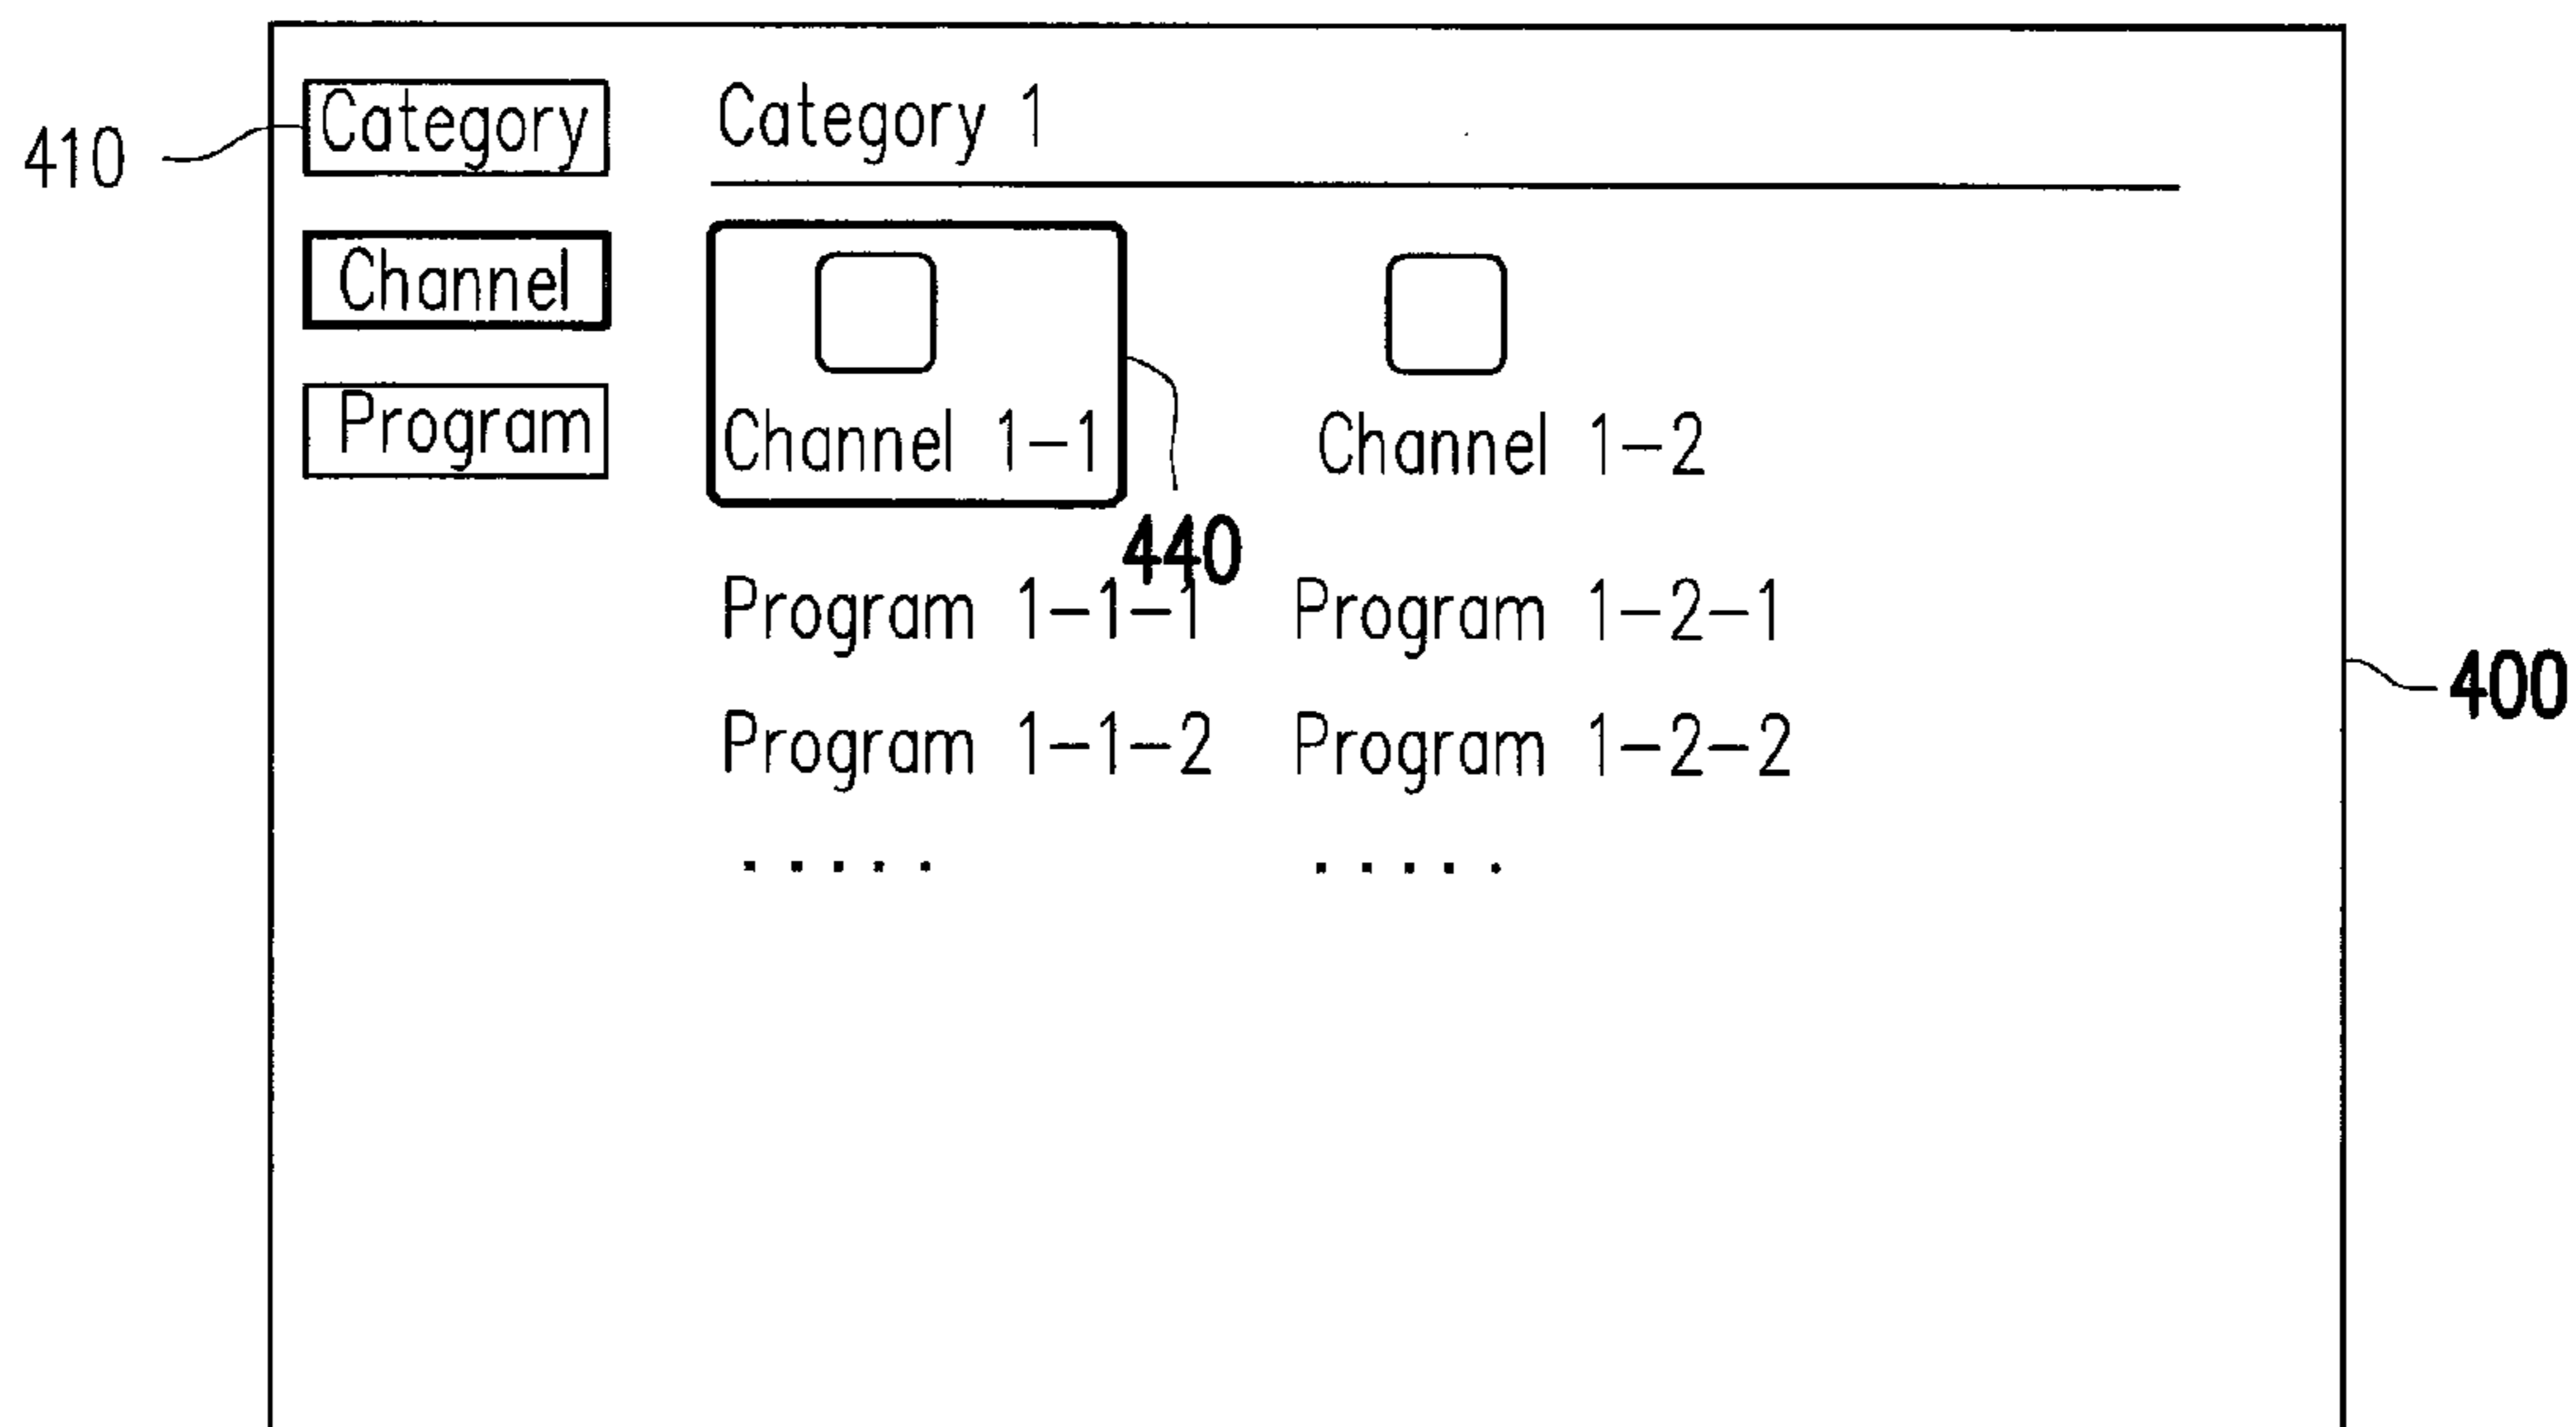 410
Category
Category 1
Channel
Program
Channel 1-1
Channel 1-2
440
Program 1-1-1
Program 1-2-1
400
Program 1-1-2
Program 1-2-2
.....
.....